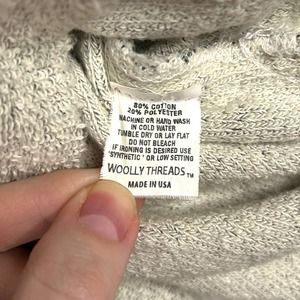 80% COTTON
20% POLYESTER
MACHINE OR HAND WASH
IN COLD WATER
TUMBLE DRY OR LAY FLAT
DO NOT BLEACH
IF IRONING IS DESIRED USE
'SYNTHETIC' OR LOW SETTING
WOOLLY THREADS™
MADE IN USA